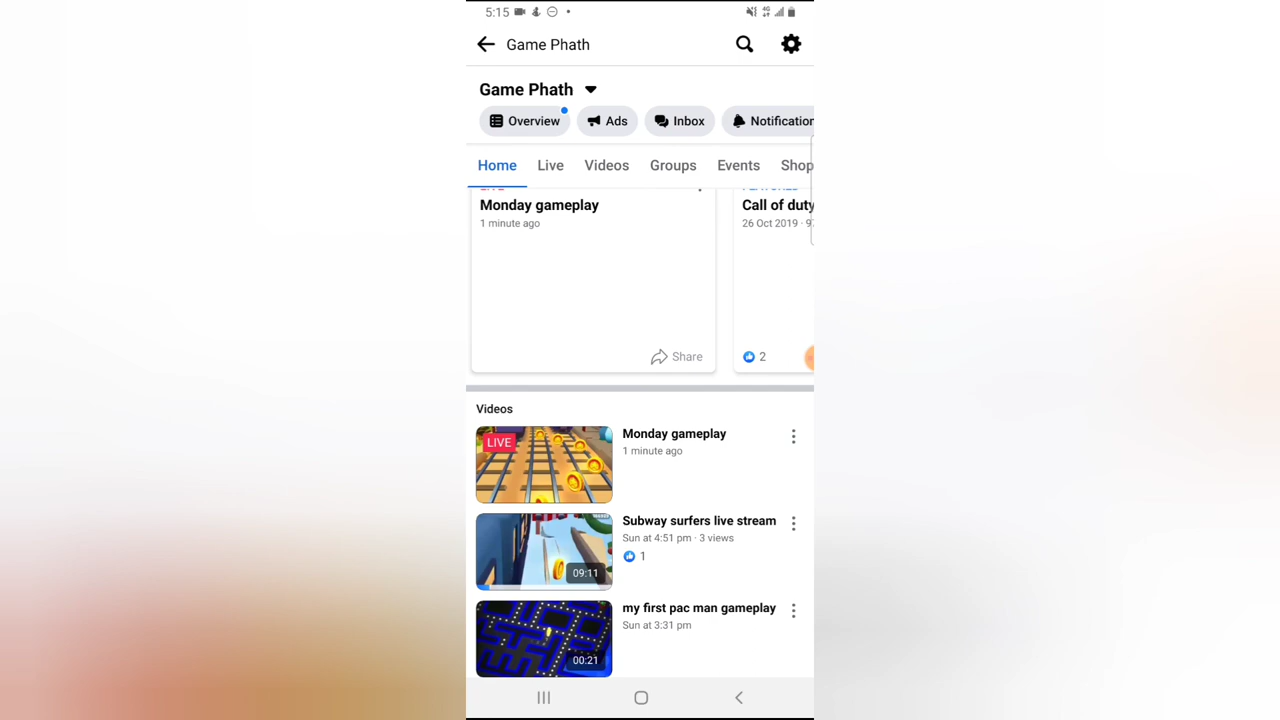 5:15
4G
Game Phath
Game Phath
Overview
Ads
Inbox
Notification
Home
Live
Videos
Groups
Events
Shop
Monday gameplay
1 minute ago
Share
Call of duty
26 Oct 2019 · 9
2
Videos
LIVE
Monday gameplay
1 minute ago
09:11
Subway surfers live stream
Sun at 4:51 pm · 3 views
1
00:21
my first pac man gameplay
Sun at 3:31 pm